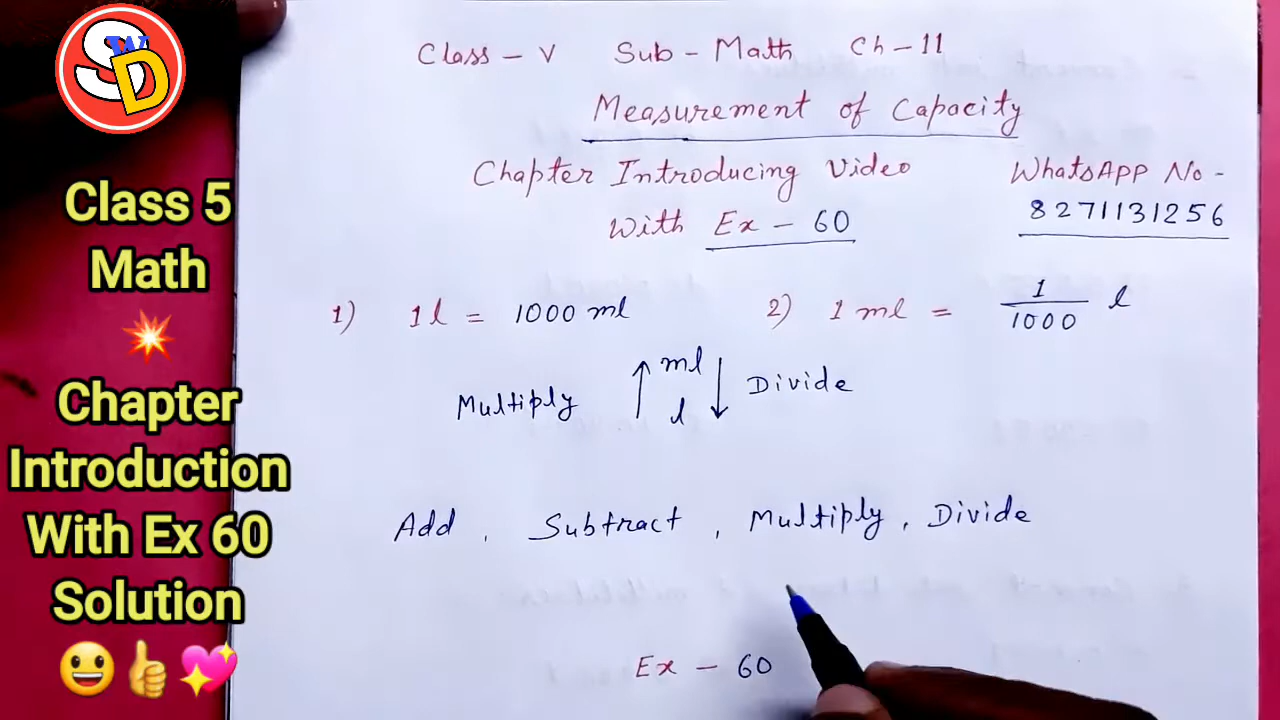 SWD
Class 5
Math
💥
Chapter
Introduction
With Ex 60
Solution
😀👍💖
Class - V Sub - Math Ch - 11
Measurement of Capacity
Chapter Introducing Video
With Ex - 60
WhatsApp No -
8271131256
1) 1 l = 1000 ml
2) 1 ml = 1/1000 l
Multiply ↑ ml ↓ Divide
l
Add , Subtract , Multiply , Divide
Ex - 60